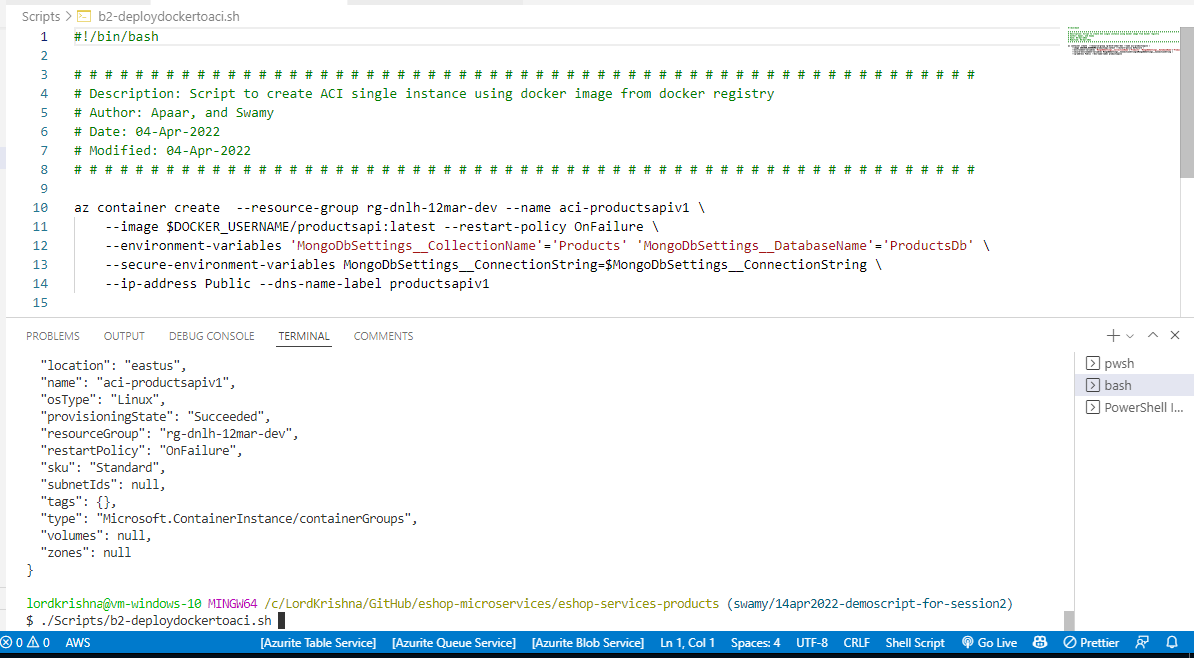 Scripts > b2-deploydockertoaci.sh
1 #!/bin/bash
2
3 # # # # # # # # # # # # # # # # # # # # # # # # # # # # # # # # # # # # # # # # # # # # # # # # # # # # # # # # # # #
4 # Description: Script to create ACI single instance using docker image from docker registry
5 # Author: Apaar, and Swamy
6 # Date: 04-Apr-2022
7 # Modified: 04-Apr-2022
8 # # # # # # # # # # # # # # # # # # # # # # # # # # # # # # # # # # # # # # # # # # # # # # # # # # # # # # # # # # #
9
10 az container create  --resource-group rg-dnlh-12mar-dev --name aci-productsapiv1 \
11     --image $DOCKER_USERNAME/productsapi:latest --restart-policy OnFailure \
12     --environment-variables 'MongoDbSettings__CollectionName'='Products' 'MongoDbSettings__DatabaseName'='ProductsDb' \
13     --secure-environment-variables MongoDbSettings__ConnectionString=$MongoDbSettings__ConnectionString \
14     --ip-address Public --dns-name-label productsapiv1
15
PROBLEMS OUTPUT DEBUG CONSOLE TERMINAL COMMENTS
"location": "eastus",
"name": "aci-productsapiv1",
"osType": "Linux",
"provisioningState": "Succeeded",
"resourceGroup": "rg-dnlh-12mar-dev",
"restartPolicy": "OnFailure",
"sku": "Standard",
"subnetIds": null,
"tags": {},
"type": "Microsoft.ContainerInstance/containerGroups",
"volumes": null,
"zones": null
}
lordkrishna@vm-windows-10 MINGW64 /c/LordKrishna/GitHub/eshop-microservices/eshop-services-products (swamy/14apr2022-demoscript-for-session2)
$ ./Scripts/b2-deploydockertoaci.sh
pwsh
bash
PowerShell I...
0 0 AWS [Azurite Table Service] [Azurite Queue Service] [Azurite Blob Service] Ln 1, Col 1 Spaces: 4 UTF-8 CRLF Shell Script Go Live Prettier